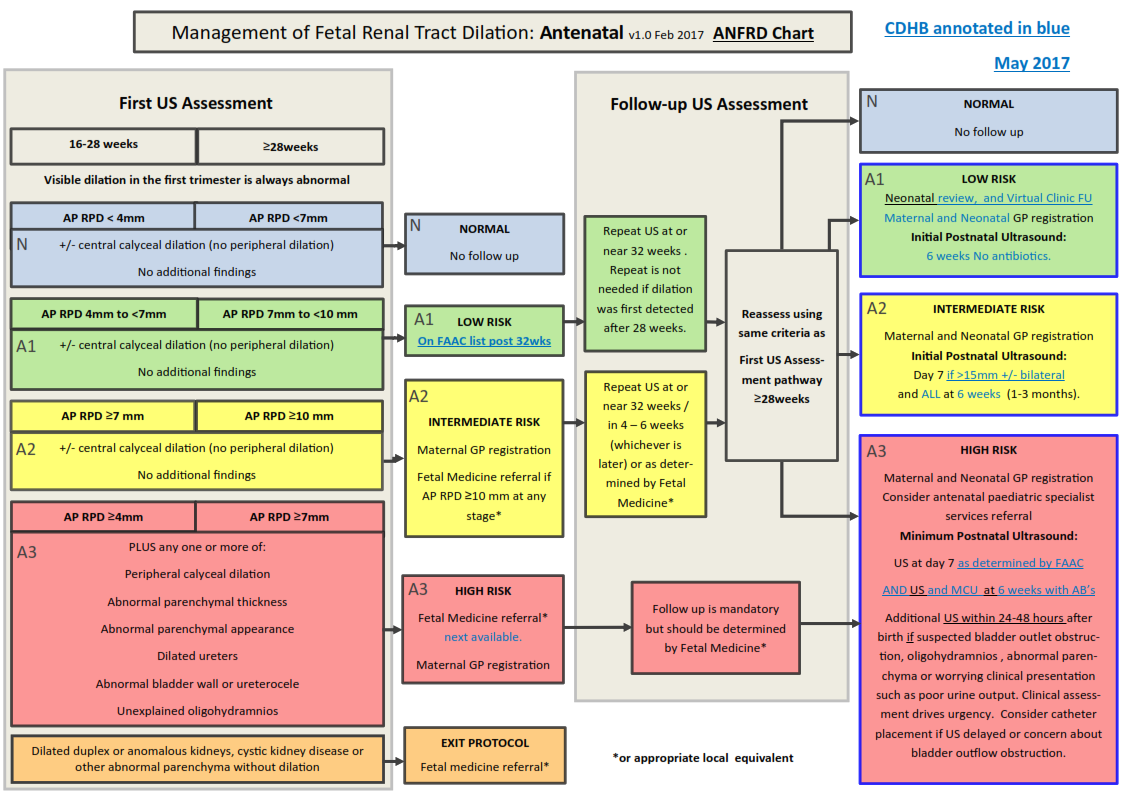 Management of Fetal Renal Tract Dilation: Antenatal v1.0 Feb 2017 ANFRD Chart
CDHB annotated in blue
May 2017
First US Assessment
16-28 weeks
≥28weeks
Visible dilation in the first trimester is always abnormal
AP RPD < 4mm
AP RPD <7mm
N
+/- central calyceal dilation (no peripheral dilation)
No additional findings
AP RPD 4mm to <7mm
AP RPD 7mm to <10 mm
A1
+/- central calyceal dilation (no peripheral dilation)
No additional findings
AP RPD ≥7 mm
AP RPD ≥10 mm
A2
+/- central calyceal dilation (no peripheral dilation)
No additional findings
AP RPD ≥4mm
AP RPD ≥7mm
A3
PLUS any one or more of:
Peripheral calyceal dilation
Abnormal parenchymal thickness
Abnormal parenchymal appearance
Dilated ureters
Abnormal bladder wall or ureterocele
Unexplained oligohydramnios
Dilated duplex or anomalous kidneys, cystic kidney disease or
other abnormal parenchyma without dilation
N
NORMAL
No follow up
A1
LOW RISK
On FAAC list post 32wks
A2
INTERMEDIATE RISK
Maternal GP registration
Fetal Medicine referral if
AP RPD ≥10 mm at any
stage*
A3
HIGH RISK
Fetal Medicine referral*
next available.
Maternal GP registration
EXIT PROTOCOL
Fetal medicine referral*
Follow-up US Assessment
Repeat US at or
near 32 weeks .
Repeat is not
needed if dilation
was first detected
after 28 weeks.
Repeat US at or
near 32 weeks /
in 4 – 6 weeks
(whichever is
later) or as deter-
mined by Fetal
Medicine*
Reassess using
same criteria as
First US Assess-
ment pathway
≥28weeks
Follow up is mandatory
but should be determined
by Fetal Medicine*
*or appropriate local equivalent
N
NORMAL
No follow up
A1
LOW RISK
Neonatal review, and Virtual Clinic FU
Maternal and Neonatal GP registration
Initial Postnatal Ultrasound:
6 weeks No antibiotics.
A2
INTERMEDIATE RISK
Maternal and Neonatal GP registration
Initial Postnatal Ultrasound:
Day 7 if >15mm +/- bilateral
and ALL at 6 weeks (1-3 months).
A3
HIGH RISK
Maternal and Neonatal GP registration
Consider antenatal paediatric specialist
services referral
Minimum Postnatal Ultrasound:
US at day 7 as determined by FAAC
AND US and MCU at 6 weeks with AB's
Additional US within 24-48 hours after
birth if suspected bladder outlet obstruc-
tion, oligohydramnios , abnormal paren-
chyma or worrying clinical presentation
such as poor urine output. Clinical assess-
ment drives urgency. Consider catheter
placement if US delayed or concern about
bladder outflow obstruction.